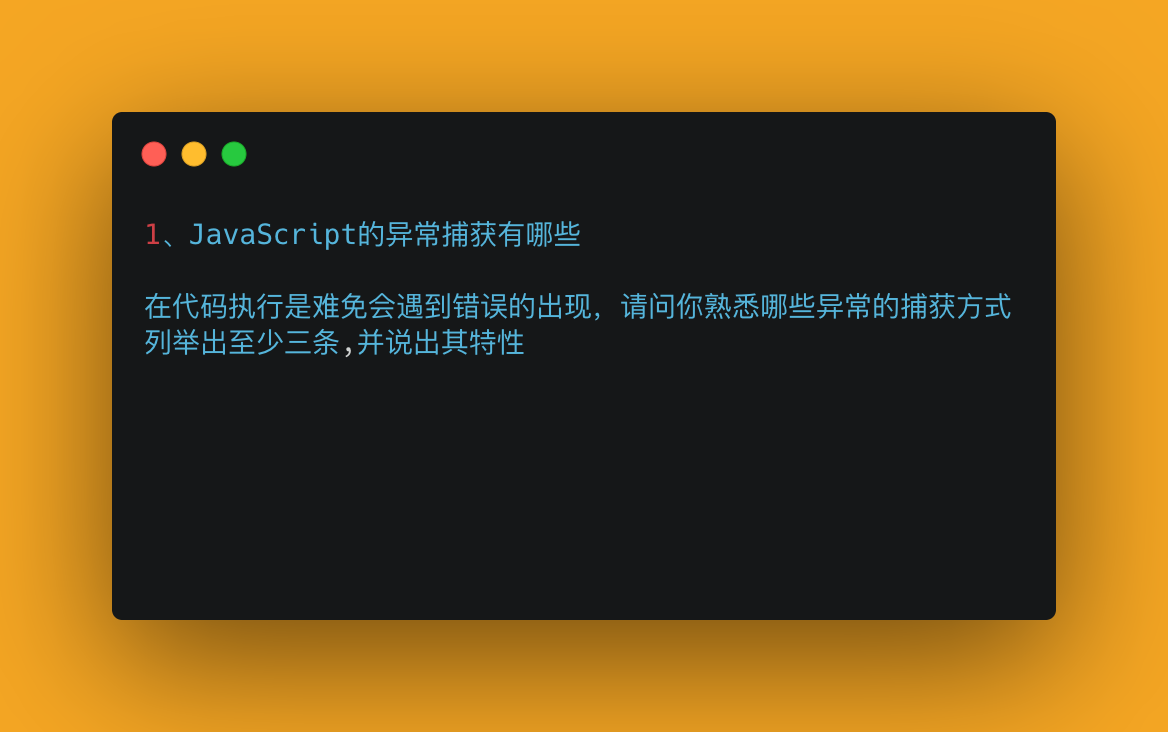 1、JavaScript的异常捕获有哪些
在代码执行是难免会遇到错误的出现，请问你熟悉哪些异常的捕获方式
列举出至少三条,并说出其特性